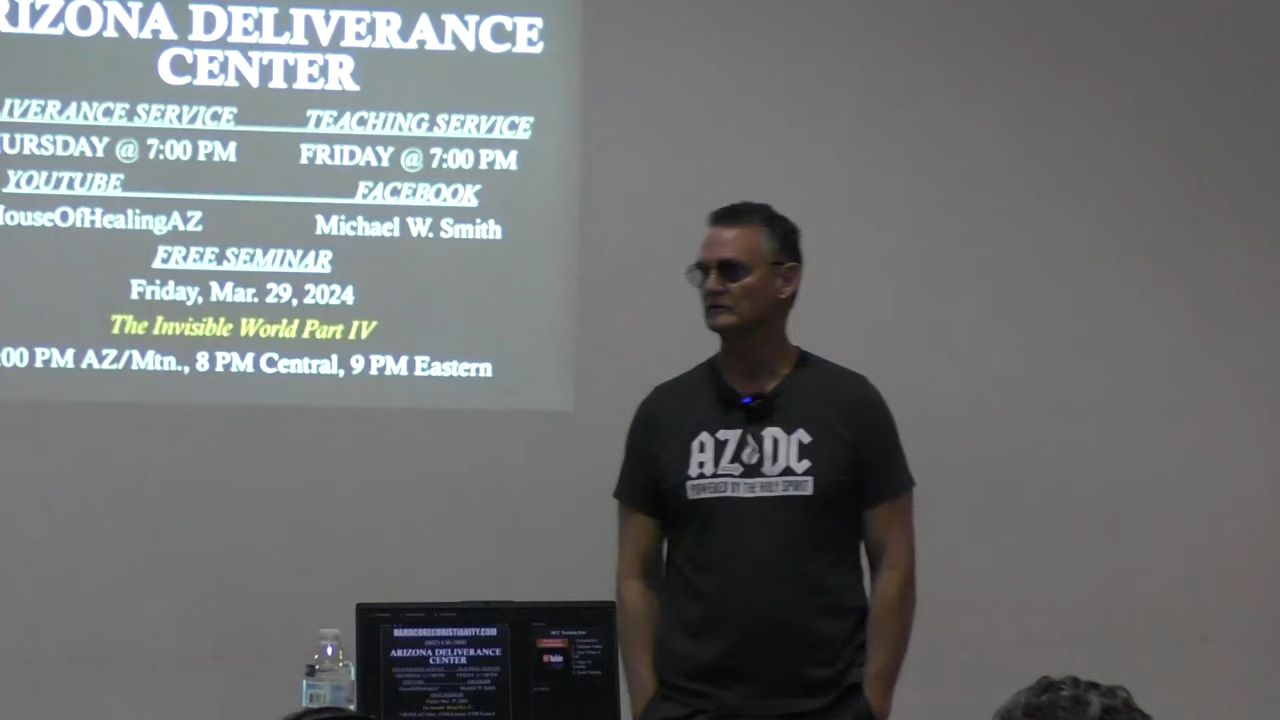 RIZONA DELIVERANCE
CENTER
IVERANCE SERVICE TEACHING SERVICE
URSDAY @ 7:00 PM FRIDAY @ 7:00 PM
YOUTUBE FACEBOOK
HouseOfHealingAZ Michael W. Smith
FREE SEMINAR
Friday, Mar. 29, 2024
The Invisible World Part IV
:00 PM AZ/Mtn., 8 PM Central, 9 PM Eastern
AZ DC
POWERED BY THE HOLY SPIRIT
HARDCORECHRISTIANITY.COM
ARIZONA DELIVERANCE
CENTER